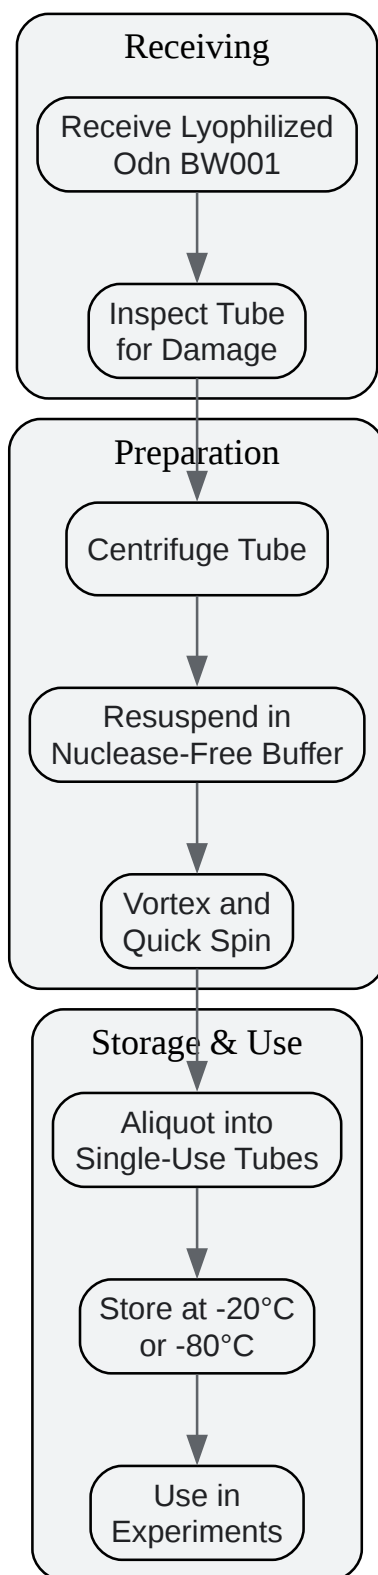 Receiving
Receive Lyophilized
Odn BW001
Inspect Tube
for Damage
Preparation
Centrifuge Tube
Resuspend in
Nuclease-Free Buffer
Vortex and
Quick Spin
Storage & Use
Aliquot into
Single-Use Tubes
Store at -20°C
or -80°C
Use in
Experiments